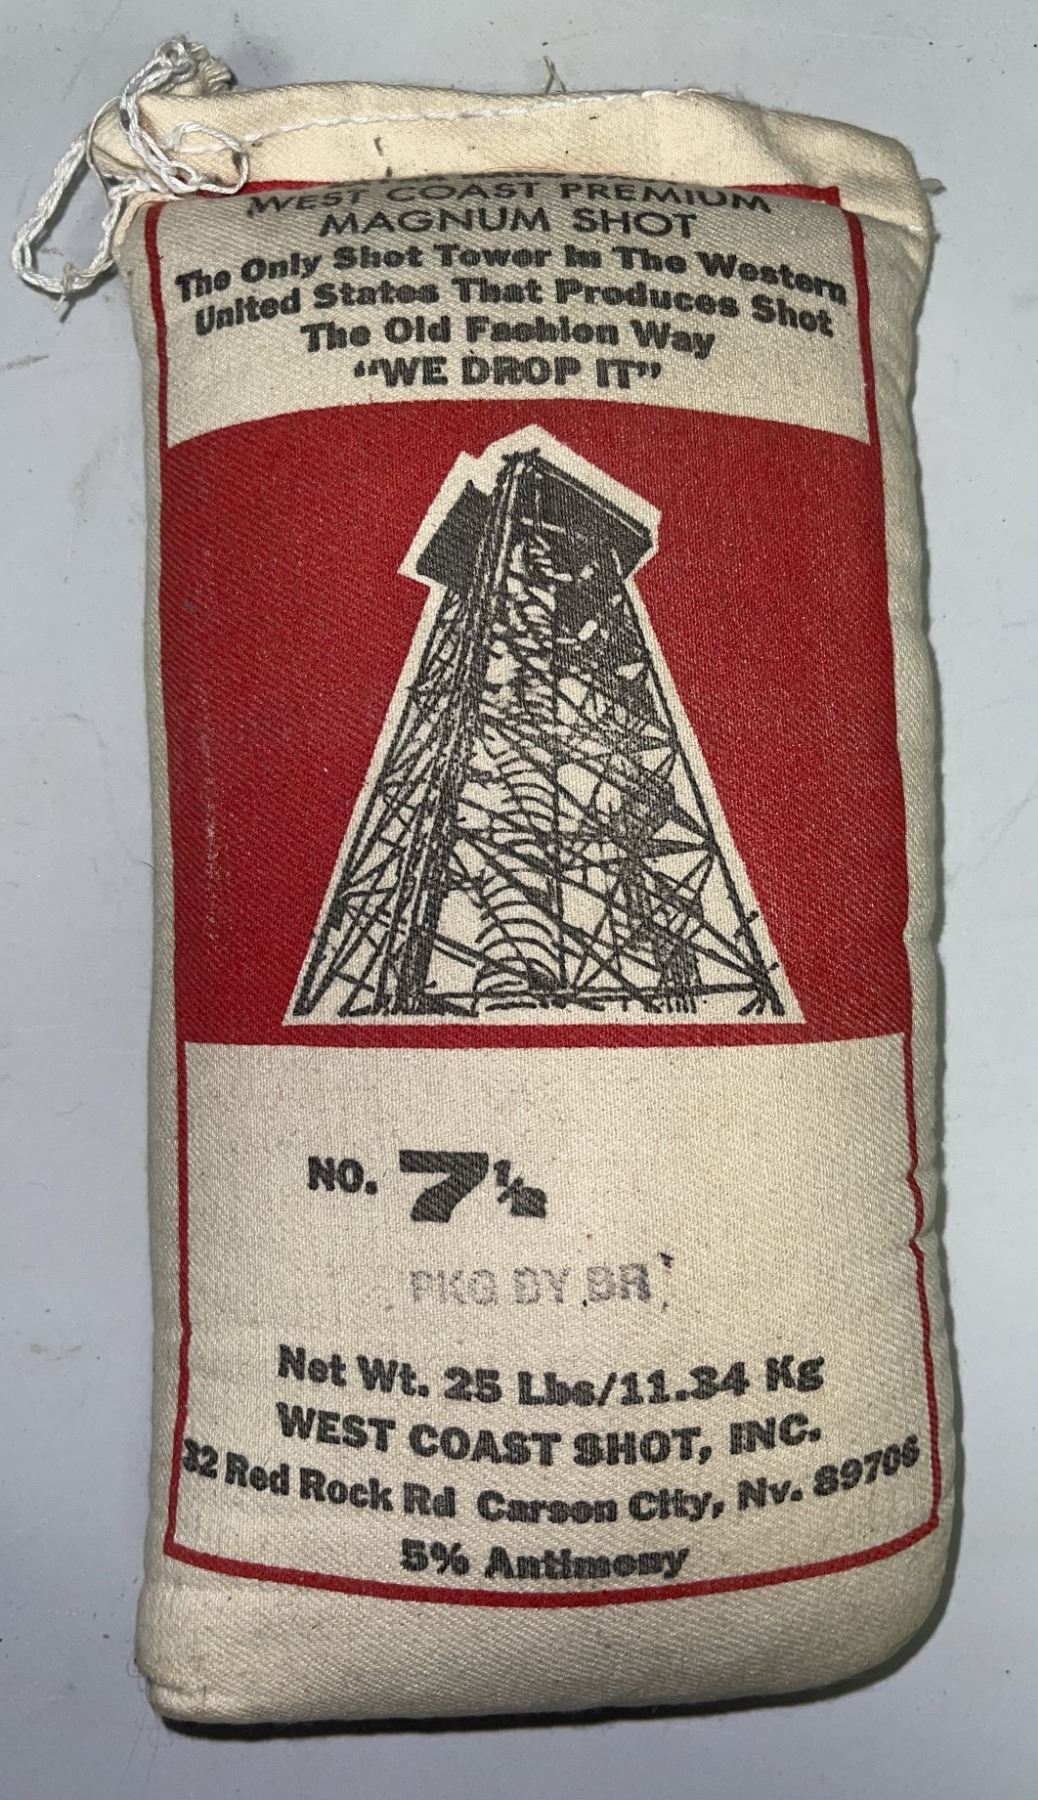 WEST COAST PREMIUM
MAGNUM SHOT
The Only Shot Tower In The Western
United States That Produces Shot
The Old Fashion Way
“WE DROP IT”
NO. 7½
PKG BY BR
Net Wt. 25 Lbs/11.34 Kg
WEST COAST SHOT, INC.
32 Red Rock Rd Carson City, Nv. 89706
5% Antimony